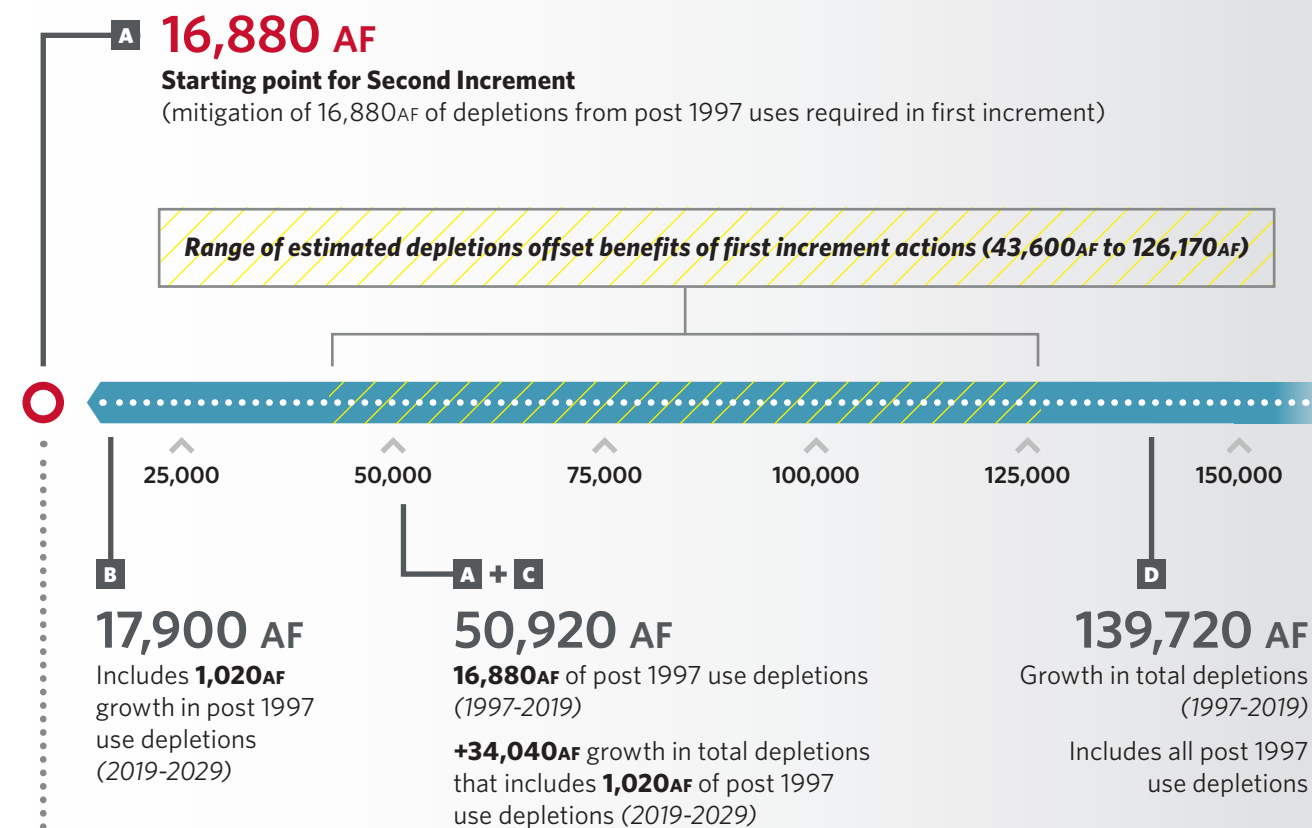 A 16,880 AF
Starting point for Second Increment
(mitigation of 16,880AF of depletions from post 1997 uses required in first increment)
Range of estimated depletions offset benefits of first increment actions (43,600AF to 126,170AF)
25,000 50,000 75,000 100,000 125,000 150,000
B
17,900 AF
Includes 1,020AF
growth in post 1997
use depletions
(2019-2029)
A + C
50,920 AF
16,880AF of post 1997 use depletions
(1997-2019)
+34,040AF growth in total depletions
that includes 1,020AF of post 1997
use depletions (2019-2029)
D
139,720 AF
Growth in total depletions
(1997-2019)
Includes all post 1997
use depletions